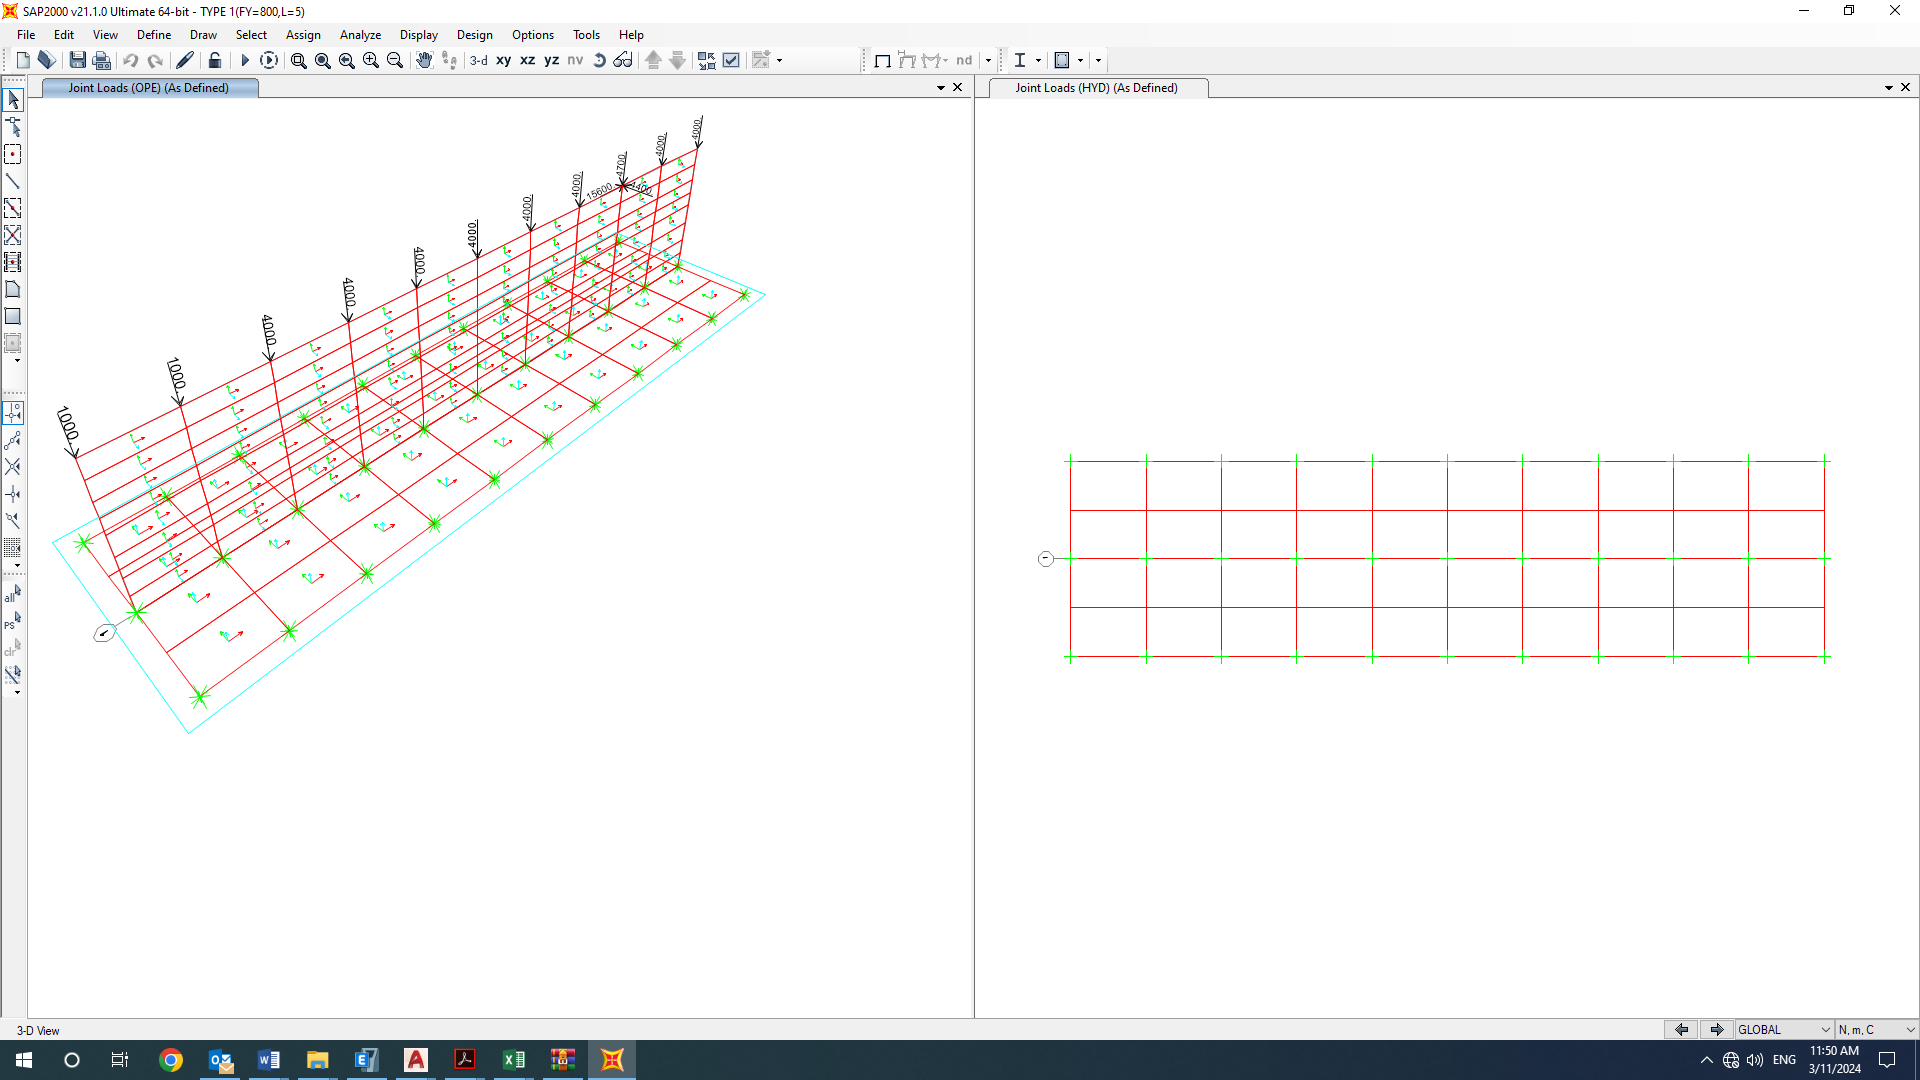 SAP2000 v21.1.0 Ultimate 64-bit - TYPE 1(FY=800,L=5)
File Edit View Define Draw Select Assign Analyze Display Design Options Tools Help
3-d xy xz yz nv nd
Joint Loads (OPE) (As Defined)
Joint Loads (HYD) (As Defined)
4000.
4000.
4700.
4400.
15600.
4000.
4000.
4000.
4000.
4000.
4000.
1000.
1000.
all
PS
clr
3-D View
GLOBAL
N, m, C
ENG
11:50 AM
3/11/2024